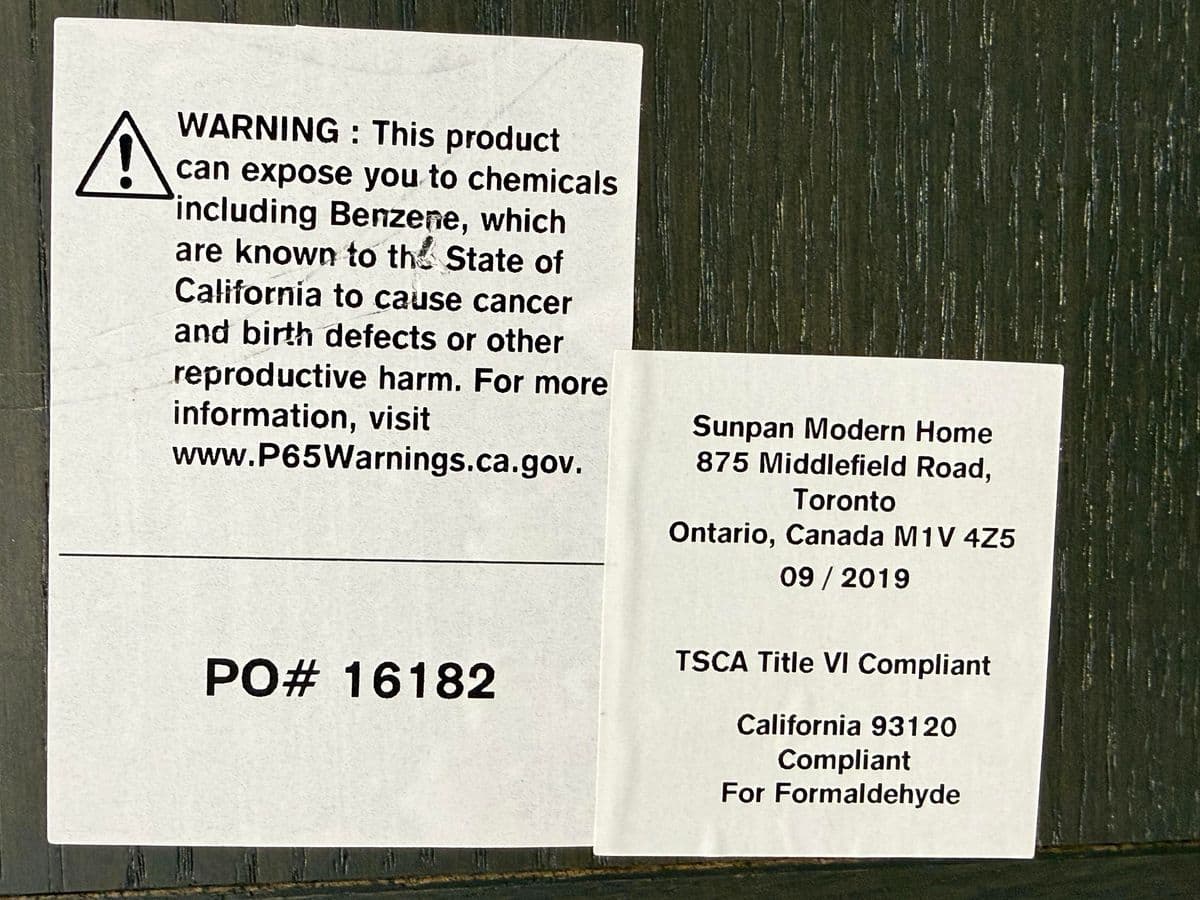 WARNING : This product
can expose you to chemicals
including Benzene, which
are known to the State of
California to cause cancer
and birth defects or other
reproductive harm. For more
information, visit
www.P65Warnings.ca.gov.
PO# 16182
Sunpan Modern Home
875 Middlefield Road,
Toronto
Ontario, Canada M1V 4Z5
09 / 2019
TSCA Title VI Compliant
California 93120
Compliant
For Formaldehyde